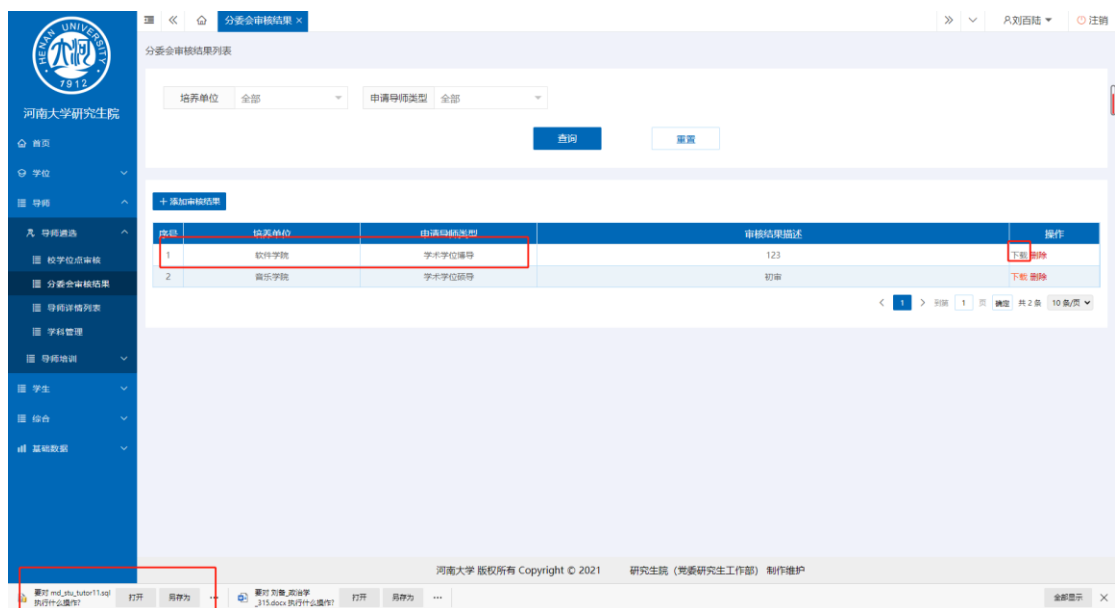 HENAN UNIVERSITY
1912
河南大学研究生院
首页
学位
导师
导师遴选
校学位点审核
分委会审核结果
导师详情列表
学科管理
导师培训
学生
综合
基础数据
分委会审核结果 ×
刘百陆
注销
分委会审核结果列表
培养单位 全部 申请导师类型 全部
查询 重置
+ 添加审核结果
序号 培养单位 申请导师类型 审核结果描述 操作
1 软件学院 学术学位博导 123 下载 删除
2 音乐学院 学术学位硕导 初审 下载 删除
< 1 > 到第 1 页 确定 共 2 条 10 条/页
河南大学 版权所有 Copyright © 2021 研究生院（党委研究生工作部） 制作维护
要对 md_stu_tutor11.sql
执行什么操作?
打开 另存为 ···
要对 刘备_政治学
_315.docx 执行什么操作?
打开 另存为 ···
全部显示 ×